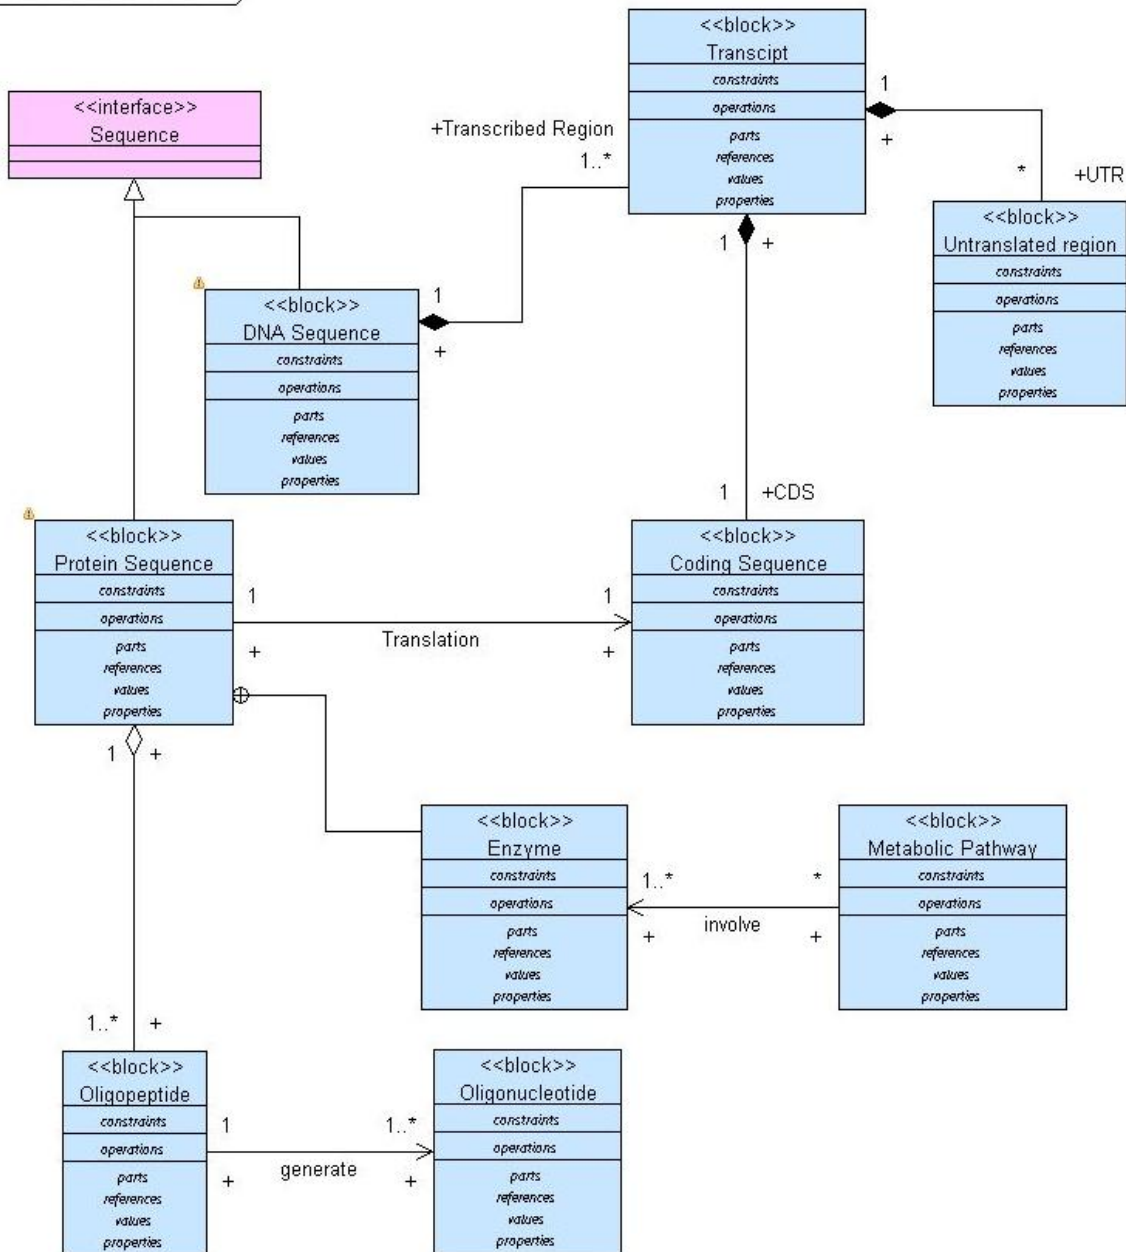 <<block>>
Transcipt
constraints
operations
parts
references
values
properties
1
+
*
+UTR
<<interface>>
Sequence
+Transcribed Region
1..*
<<block>>
Untranslated region
constraints
operations
parts
references
values
properties
1
+
<<block>>
DNA Sequence
constraints
operations
parts
references
values
properties
1
+
1
+CDS
<<block>>
Protein Sequence
constraints
operations
parts
references
values
properties
1
+
Translation
1
+
<<block>>
Coding Sequence
constraints
operations
parts
references
values
properties
1
+
<<block>>
Enzyme
constraints
operations
parts
references
values
properties
1..*
+
involve
*
+
<<block>>
Metabolic Pathway
constraints
operations
parts
references
values
properties
1..*
+
<<block>>
Oligopeptide
constraints
operations
parts
references
values
properties
1
+
generate
1..*
+
<<block>>
Oligonucleotide
constraints
operations
parts
references
values
properties